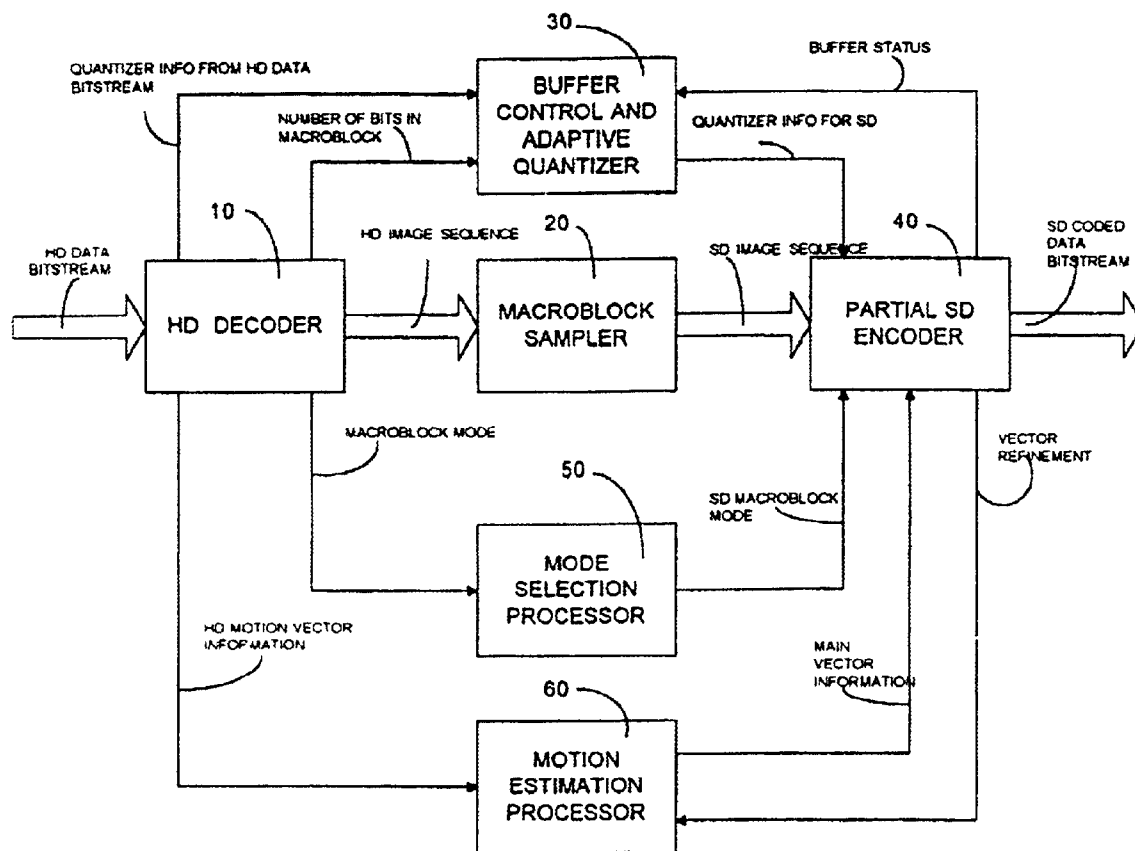 30
BUFFER STATUS
QUANTIZER INFO FROM HD DATA
BITSTREAM
BUFFER
CONTROL AND
ADAPTIVE
QUANTIZER
NUMBER OF BITS IN
MACROBLOCK
QUANTIZER INFO FOR SD
10
HD IMAGE SEQUENCE
20
SD IMAGE SEQUENCE
40
SD CODED
DATA
BITSTREAM
HD DATA
BITSTREAM
HD DECODER
MACROBLOCK
SAMPLER
PARTIAL SD
ENCODER
MACROBLOCK MODE
VECTOR
REFINEMENT
50
SD MACROBLOCK
MODE
MODE
SELECTION
PROCESSOR
HD MOTION VECTOR
INFORMATION
MAIN
VECTOR
INFORMATION
60
MOTION
ESTIMATION
PROCESSOR